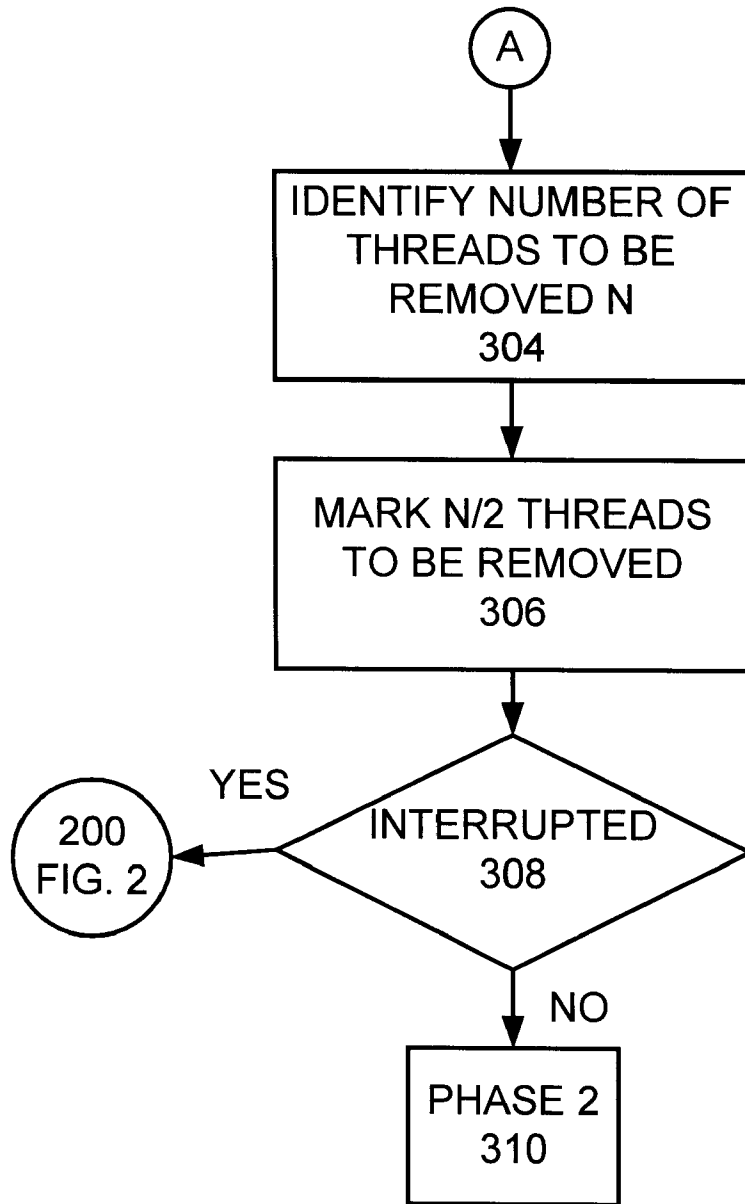 A
IDENTIFY NUMBER OF
THREADS TO BE
REMOVED N
304
MARK N/2 THREADS
TO BE REMOVED
306
YES
200
FIG. 2
INTERRUPTED
308
NO
PHASE 2
310